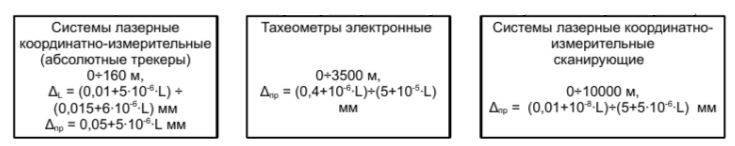 Системы лазерные
координатно-измерительные
(абсолютные трекеры)
0÷160 м,
Δ_L = (0,01+5·10⁻⁶·L) ÷
(0,015+6·10⁻⁶·L) мм
Δ_пр = 0,05+5·10⁻⁶·L мм
Тахеометры электронные
0÷3500 м,
Δ_пр = (0,4+10⁻⁶·L)÷(5+10⁻⁵·L)
мм
Системы лазерные координатно-
измерительные
сканирующие
0÷10000 м,
Δ_пр = (0,01+10⁻⁸·L)÷(5+5·10⁻⁶·L) мм